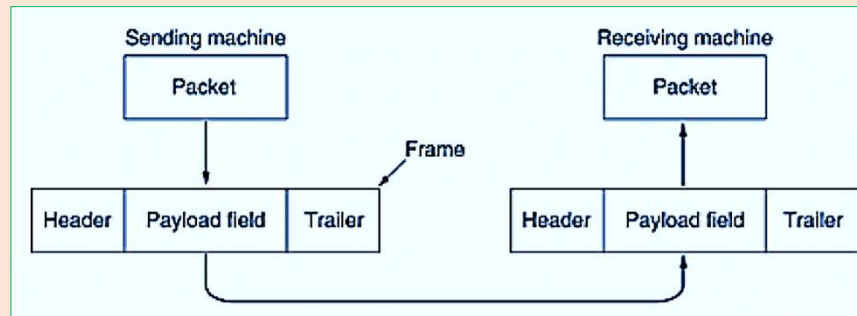 Sending machine
Receiving machine
Packet
Packet
Frame
Header
Payload field
Trailer
Header
Payload field
Trailer